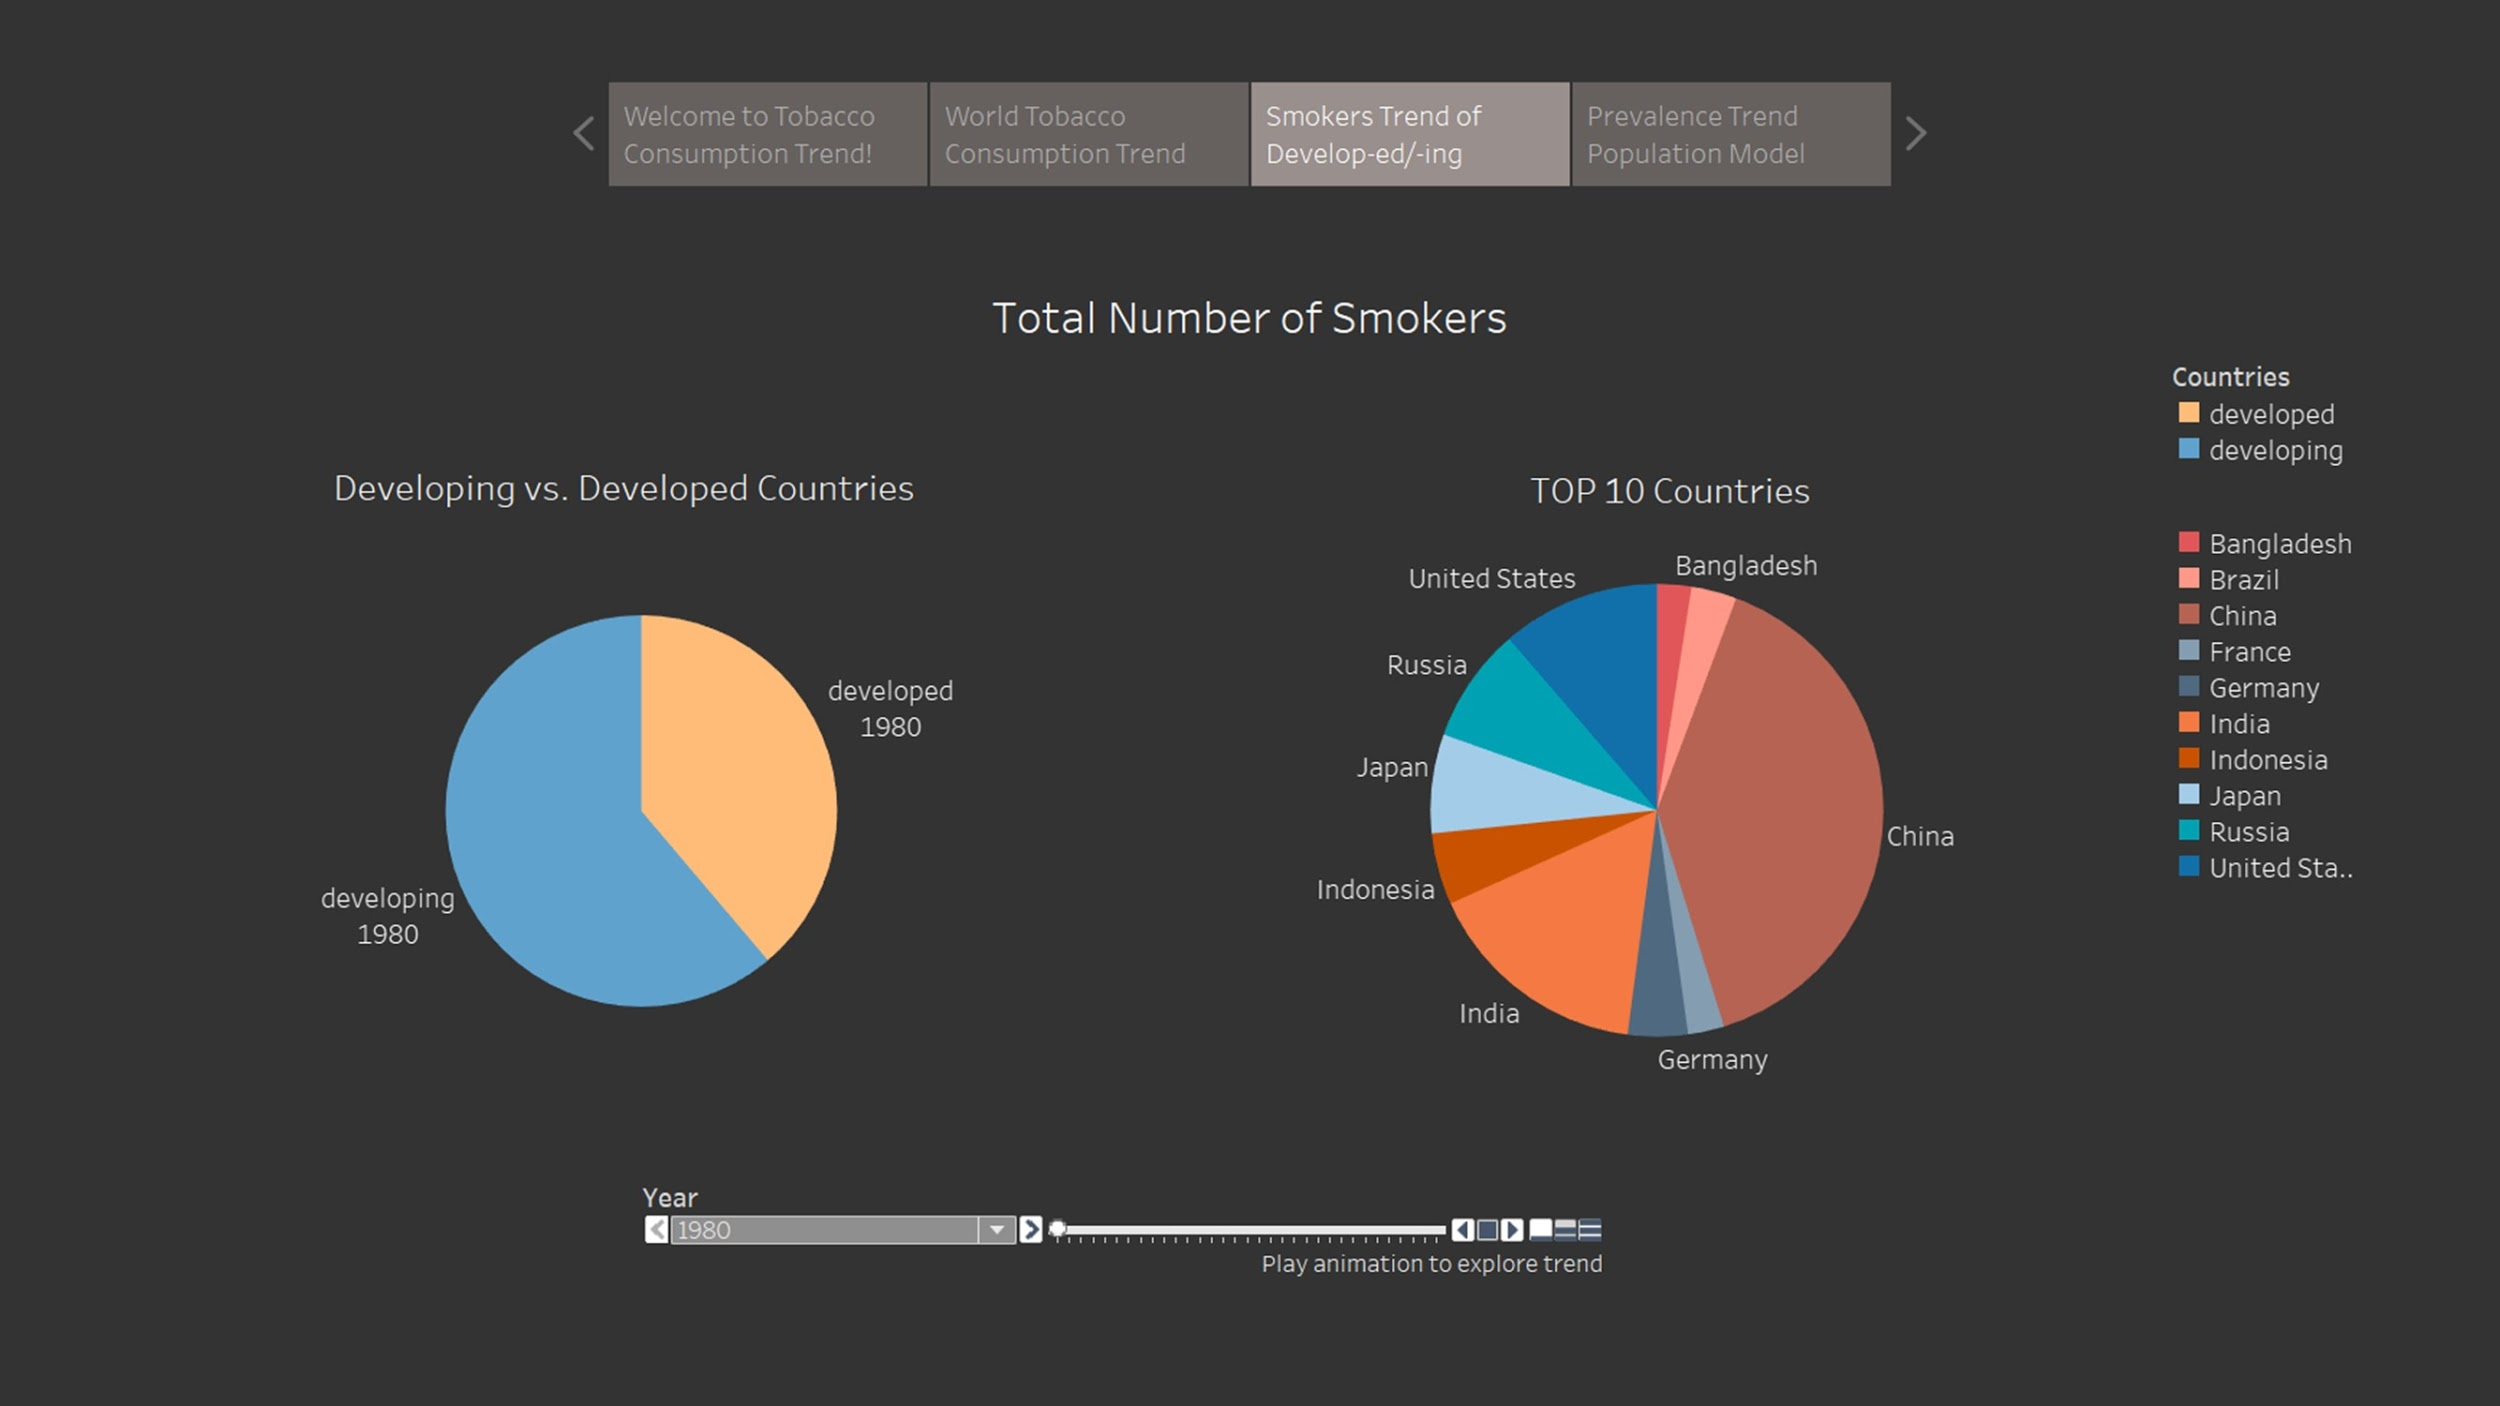 Welcome to Tobacco
Consumption Trend!
World Tobacco
Consumption Trend
Smokers Trend of
Develop-ed/-ing
Prevalence Trend
Population Model
Total Number of Smokers
Developing vs. Developed Countries
developed
1980
developing
1980
TOP 10 Countries
United States
Bangladesh
Russia
Japan
China
Indonesia
India
Germany
Countries
developed
developing
Bangladesh
Brazil
China
France
Germany
India
Indonesia
Japan
Russia
United Sta..
Year
1980
Play animation to explore trend